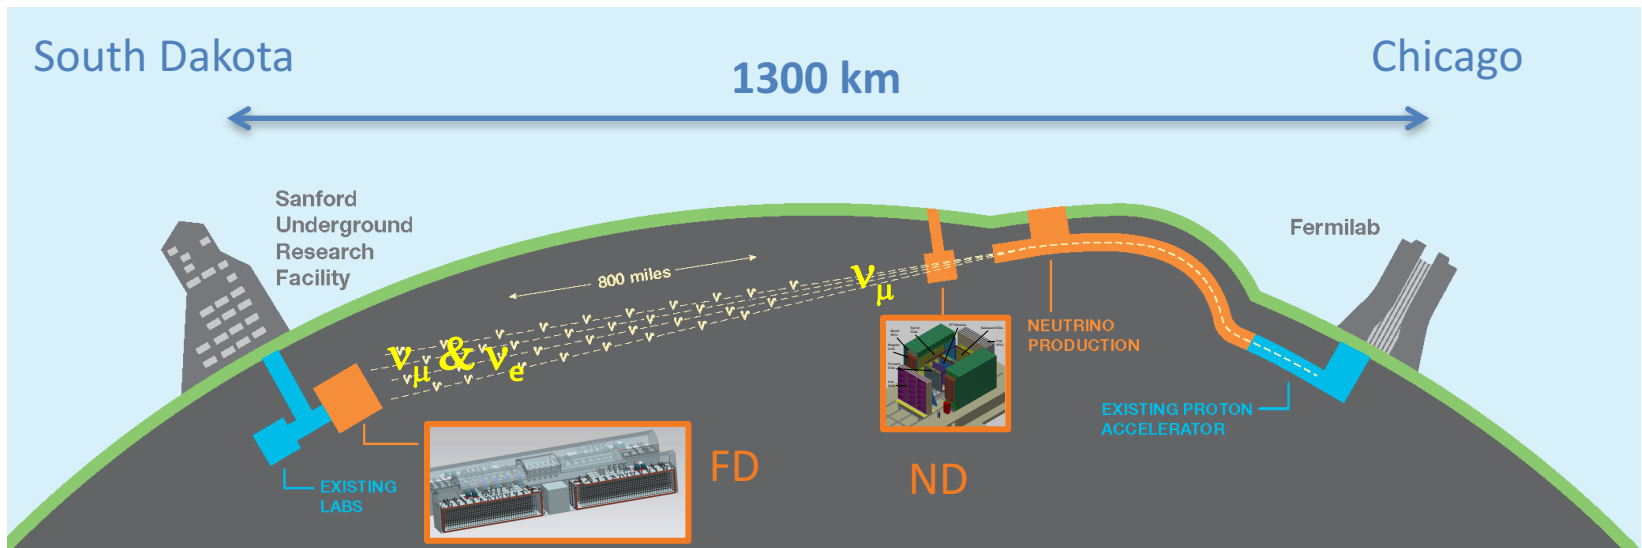 South Dakota
Chicago
1300 km
Sanford
Underground
Research
Facility
Fermilab
800 miles
νμ
νμ & νe
NEUTRINO
PRODUCTION
EXISTING PROTON
ACCELERATOR
FD
ND
EXISTING
LABS